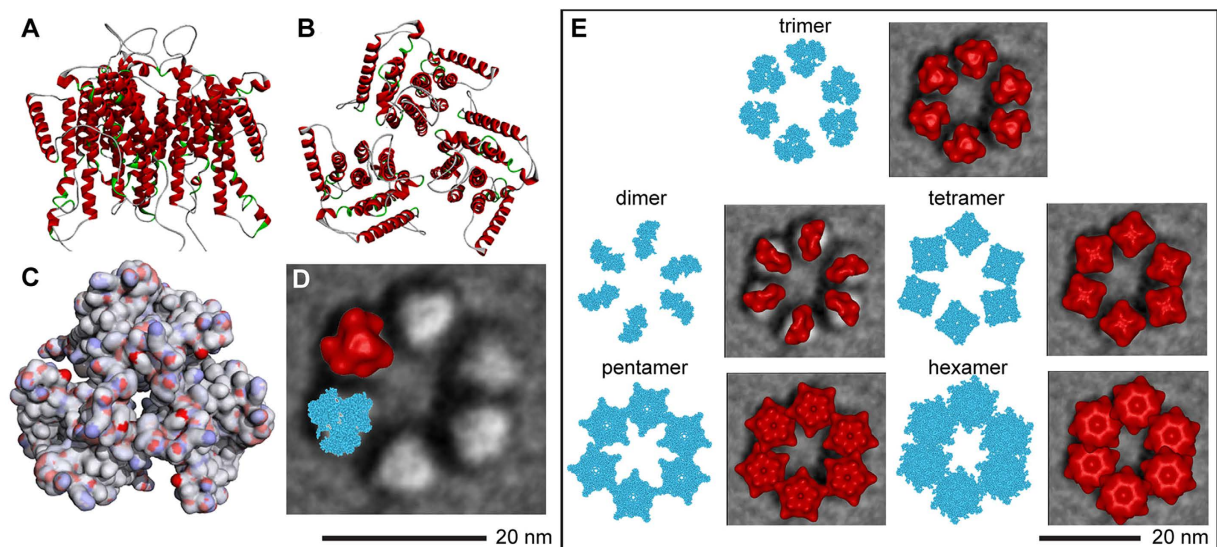 A
B
E
trimer
dimer
tetramer
C
D
pentamer
hexamer
20 nm
20 nm